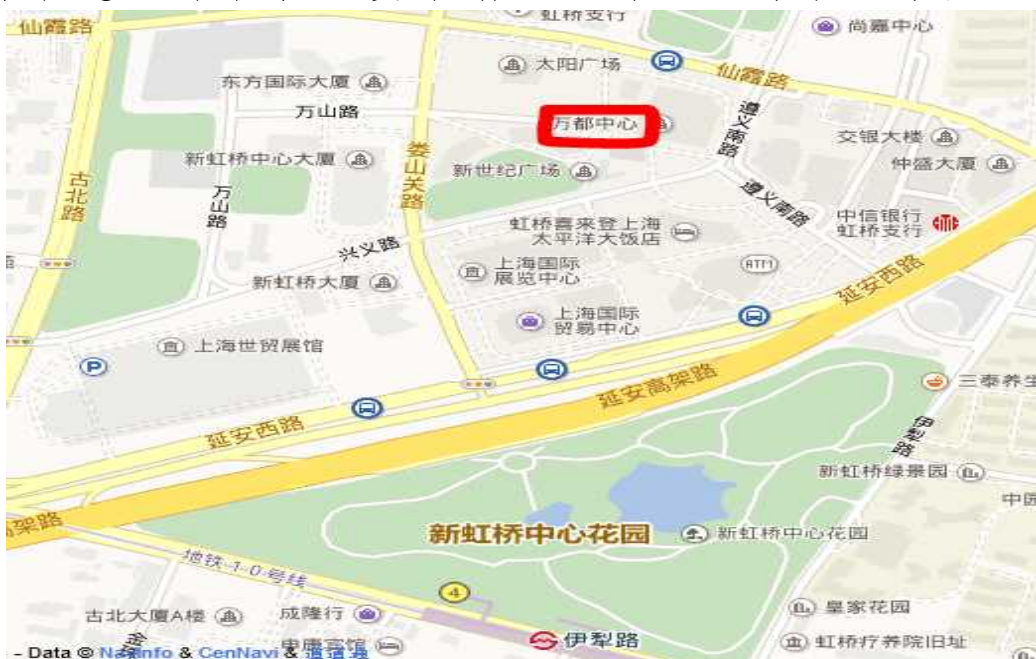 虹桥支行
仙霞路
尚嘉中心
太阳广场
仙霞路
东方国际大厦
万山路
万都中心
遵义南路
交银大楼
新虹桥中心大厦
娄山关路
新世纪广场
仲盛大厦
古北路
万山路
遵义南路
虹桥喜来登上海
太平洋大饭店
中信银行
虹桥支行
兴义路
上海国际
展览中心
ATM
新虹桥大厦
延安西路
上海国际
贸易中心
上海世贸展馆
P
三泰养生
延安高架路
延安西路
伊犁路
新虹桥绿景园
高架路
新虹桥中心花园
新虹桥中心花园
地铁10号线
4
古北大厦A楼
成隆行
皇家花园
伊犁路
虹桥疗养院旧址
- Data © NavInfo & CenNavi & 道道通